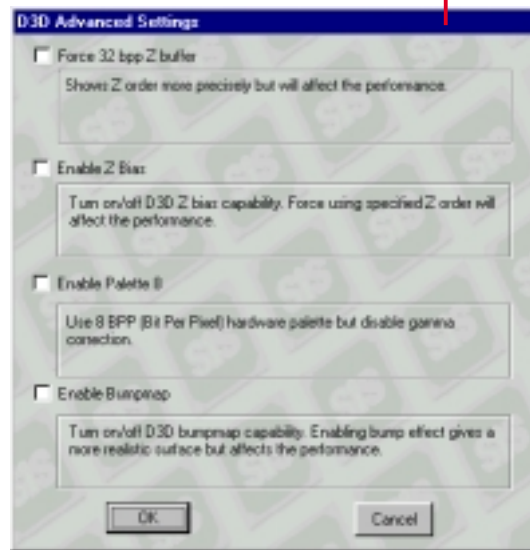 D3D Advanced Settings
Force 32 bpp Z buffer
Shows Z order more precisely but will affect the performance.
Enable Z Bias
Turn on/off D3D Z bias capability. Force using specified Z order will
affect the performance.
Enable Palette 8
Use 8 BPP (Bit Per Pixel) hardware palette but disable gamma
correction.
Enable Bumpmap
Turn on/off D3D bumpmap capability. Enabling bump effect gives a
more realistic surface but affects the performance.
OK
Cancel